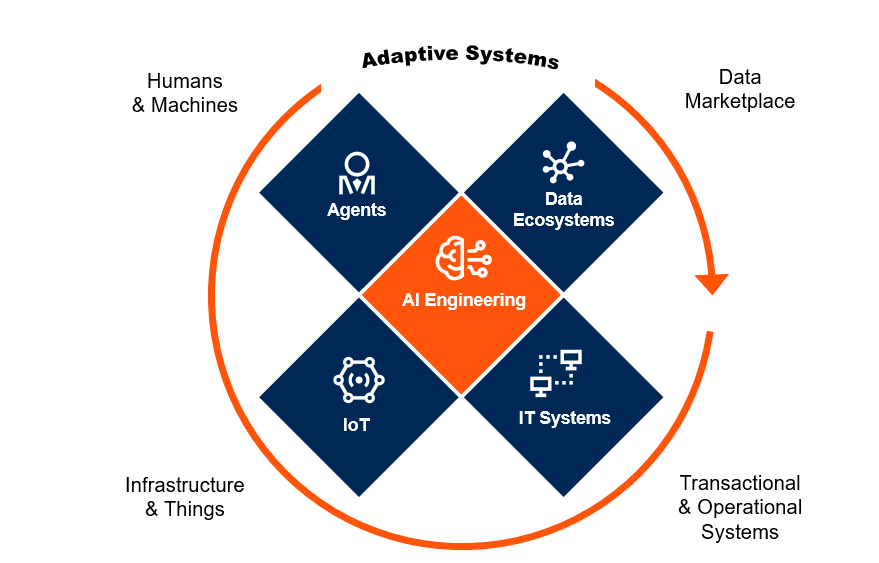 Adaptive Systems
Humans
& Machines
Data
Marketplace
Agents
Data
Ecosystems
AI Engineering
IoT
IT Systems
Infrastructure
& Things
Transactional
& Operational
Systems